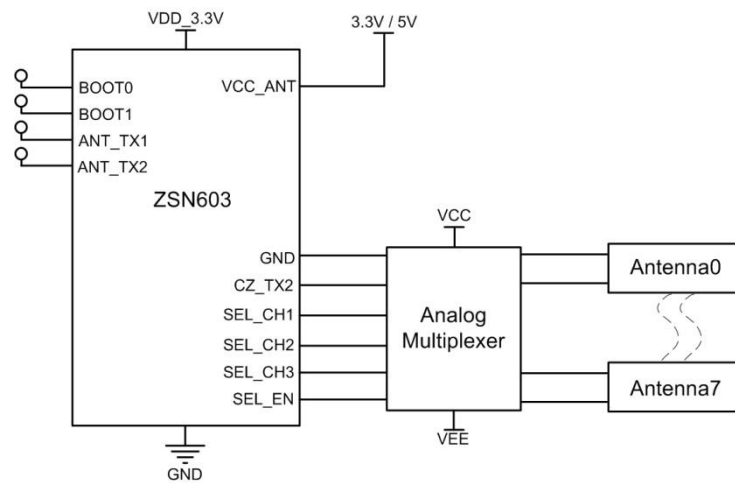 VDD_3.3V
3.3V / 5V
BOOT0
VCC_ANT
BOOT1
ANT_TX1
ANT_TX2
ZSN603
VCC
GND
Antenna0
CZ_TX2
SEL_CH1
Analog
Multiplexer
SEL_CH2
SEL_CH3
Antenna7
SEL_EN
VEE
GND